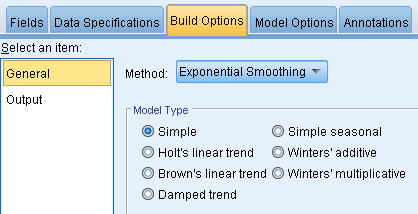 Fields Data Specifications Build Options Model Options Annotations
Select an item:
General
Output
Method: Exponential Smoothing
Model Type
Simple Simple seasonal
Holt's linear trend Winters' additive
Brown's linear trend Winters' multiplicative
Damped trend